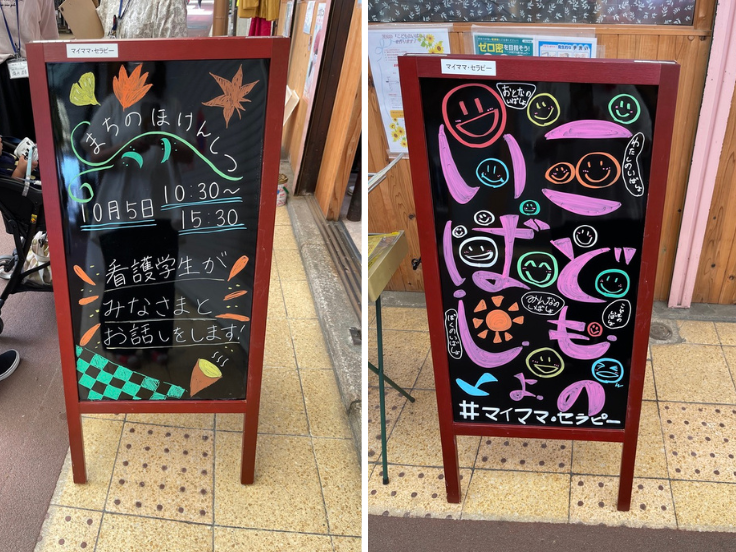 マイママ・セラピー
まちのほけんしつ
10月5日
10:30～
15:30
看護学生が
みなさまと
お話しをします!
マイママ・セラピー
おとなの
いばしょ
わたしのいばしょ
こどもの
いばしょ
みんなの
いばしょ
ぼくのいばしょ
#マイママ・セラピー